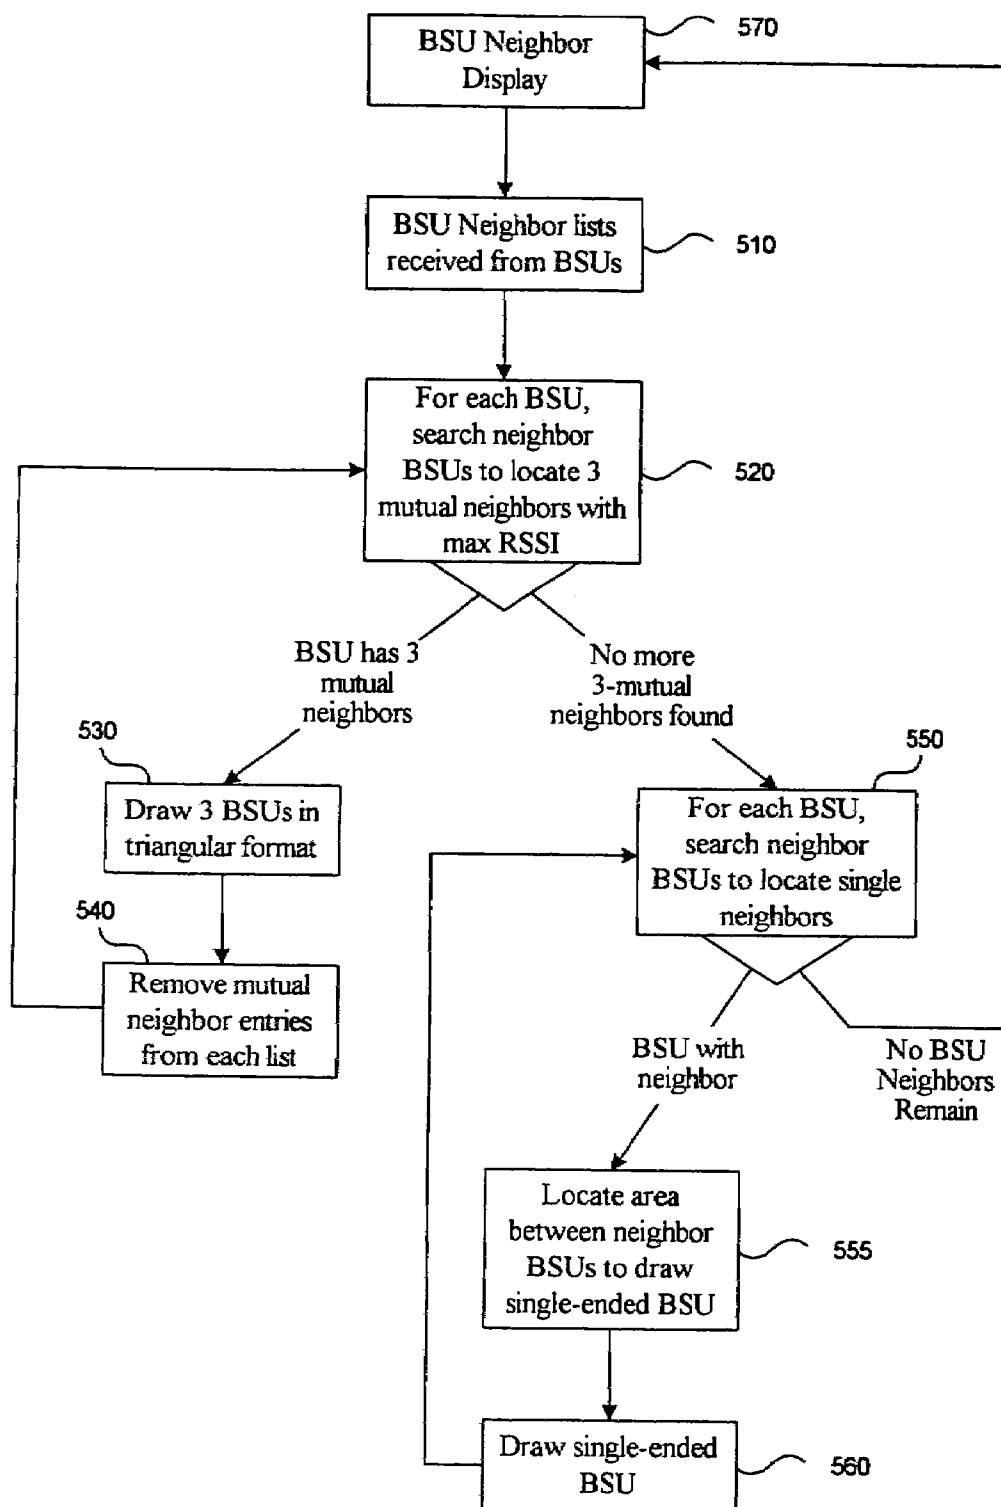 BSU Neighbor
Display
570
BSU Neighbor lists
received from BSUs
510
For each BSU,
search neighbor
BSUs to locate 3
mutual neighbors with
max RSSI
520
BSU has 3
mutual
neighbors
No more
3-mutual
neighbors found
530
Draw 3 BSUs in
triangular format
540
Remove mutual
neighbor entries
from each list
550
For each BSU,
search neighbor
BSUs to locate single
neighbors
BSU with
neighbor
No BSU
Neighbors
Remain
Locate area
between neighbor
BSUs to draw
single-ended BSU
555
Draw single-ended
BSU
560